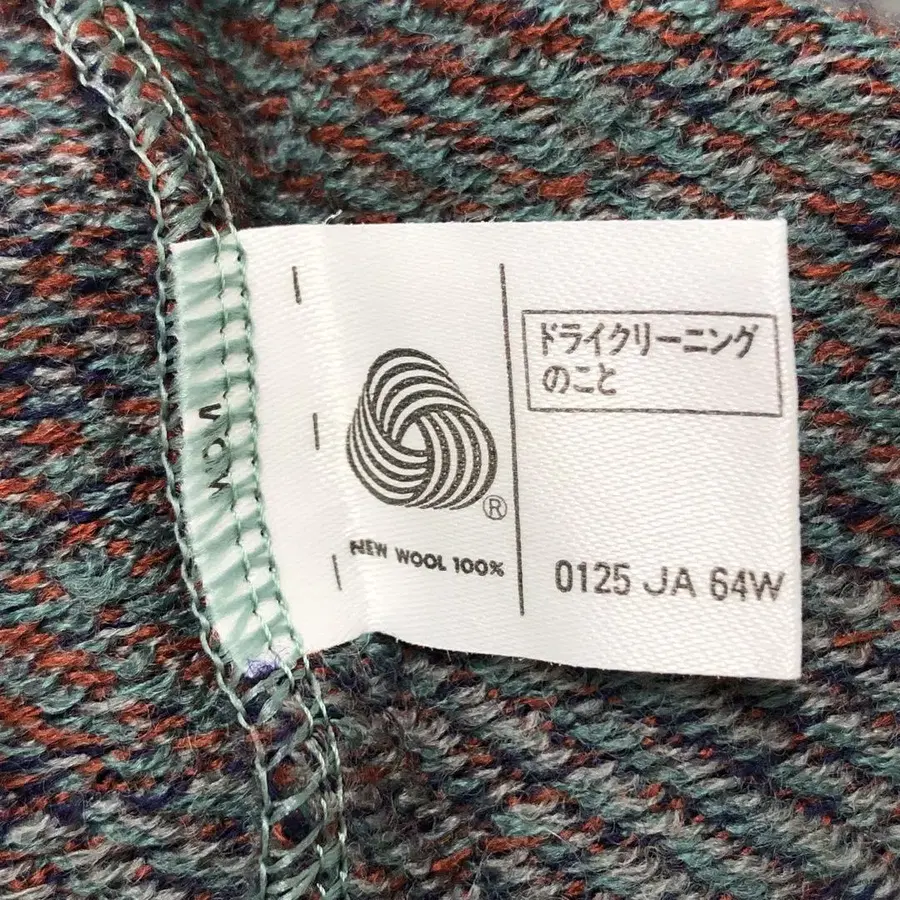 ドライクリーニング
のこと
®
NEW WOOL 100%
0125 JA 64W